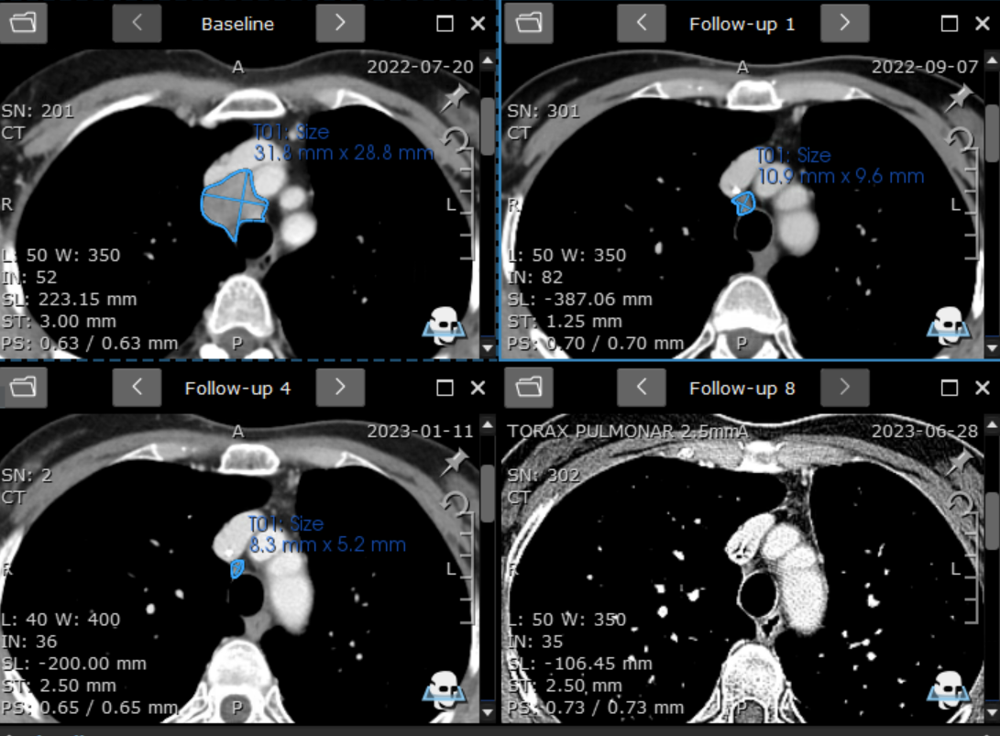 Baseline
A
2022-07-20
SN: 201
CT
T01: Size
31.8 mm x 28.8 mm
R
L
L: 50 W: 350
IN: 52
SL: 223.15 mm
ST: 3.00 mm
PS: 0.63 / 0.63 mm
P
Follow-up 1
A
2022-09-07
SN: 301
CT
T01: Size
10.9 mm x 9.6 mm
R
L
L: 50 W: 350
IN: 82
SL: -387.06 mm
ST: 1.25 mm
PS: 0.70 / 0.70 mm
P
Follow-up 4
A
2023-01-11
SN: 2
CT
T01: Size
8.3 mm x 5.2 mm
R
L
L: 40 W: 400
IN: 36
SL: -200.00 mm
ST: 2.50 mm
PS: 0.65 / 0.65 mm
P
Follow-up 8
TORAX PULMONAR 2.5mm
A
2023-06-28
SN: 302
CT
R
L
L: 50 W: 350
IN: 35
SL: -106.45 mm
ST: 2.50 mm
PS: 0.73 / 0.73 mm
P